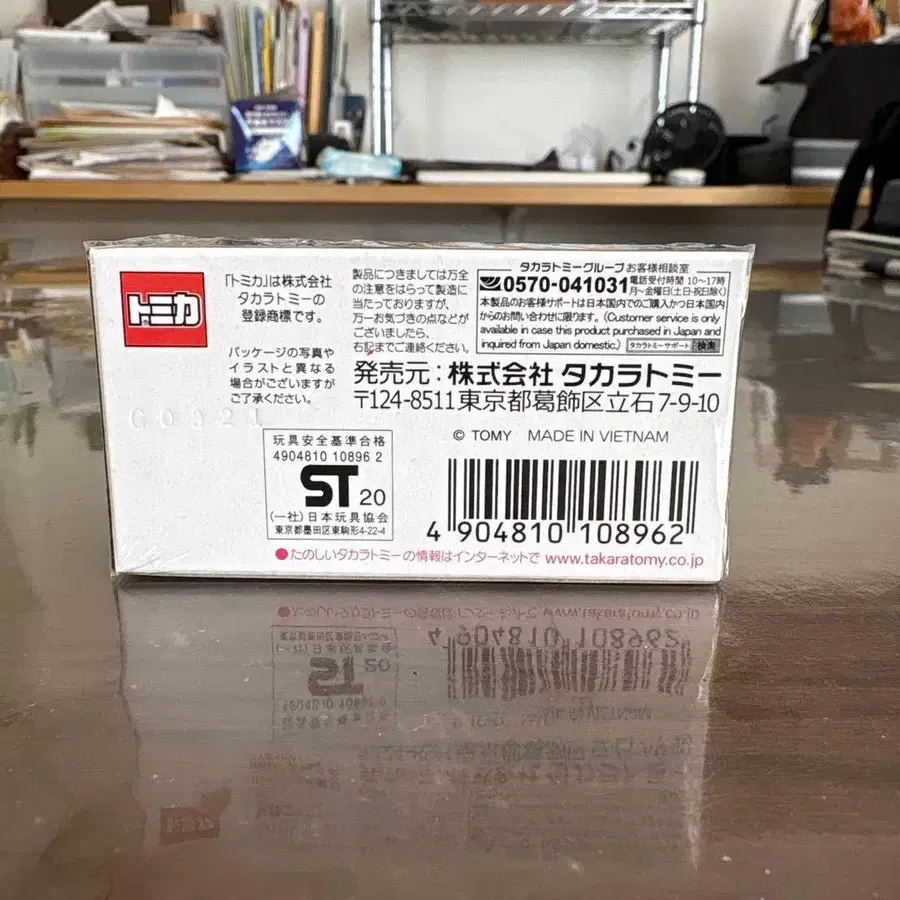 トミカ
「トミカ」は株式会社
タカラトミーの
登録商標です。
パッケージの写真や
イラストと異なる
場合がございますが
ご了承ください。
製品につきましては万全
の注意をはらって製造に
当たっておりますが、
万一お気づきの点などが
ございましたら、
右記までご連絡ください。
タカラトミーグループお客様相談室
0570-041031 電話受付時間 10〜17時
月〜金曜日(土・日・祝日除く)
本製品のお客様サポートは日本国内でのご購入かつ日本国内
からのお問い合わせに限ります。(Customer service is only
available in case this product purchased in Japan and
inquired from Japan domestic.) タカラトミーサポート 検索
発売元：株式会社 タカラトミー
〒124-8511 東京都葛飾区立石7-9-10
© TOMY MADE IN VIETNAM
G0921
玩具安全基準合格
4904810 10896 2
ST 20
(一社)日本玩具協会
東京都墨田区東駒形4-22-4
4 904810 108962
●たのしいタカラトミーの情報はインターネットで www.takaratomy.co.jp